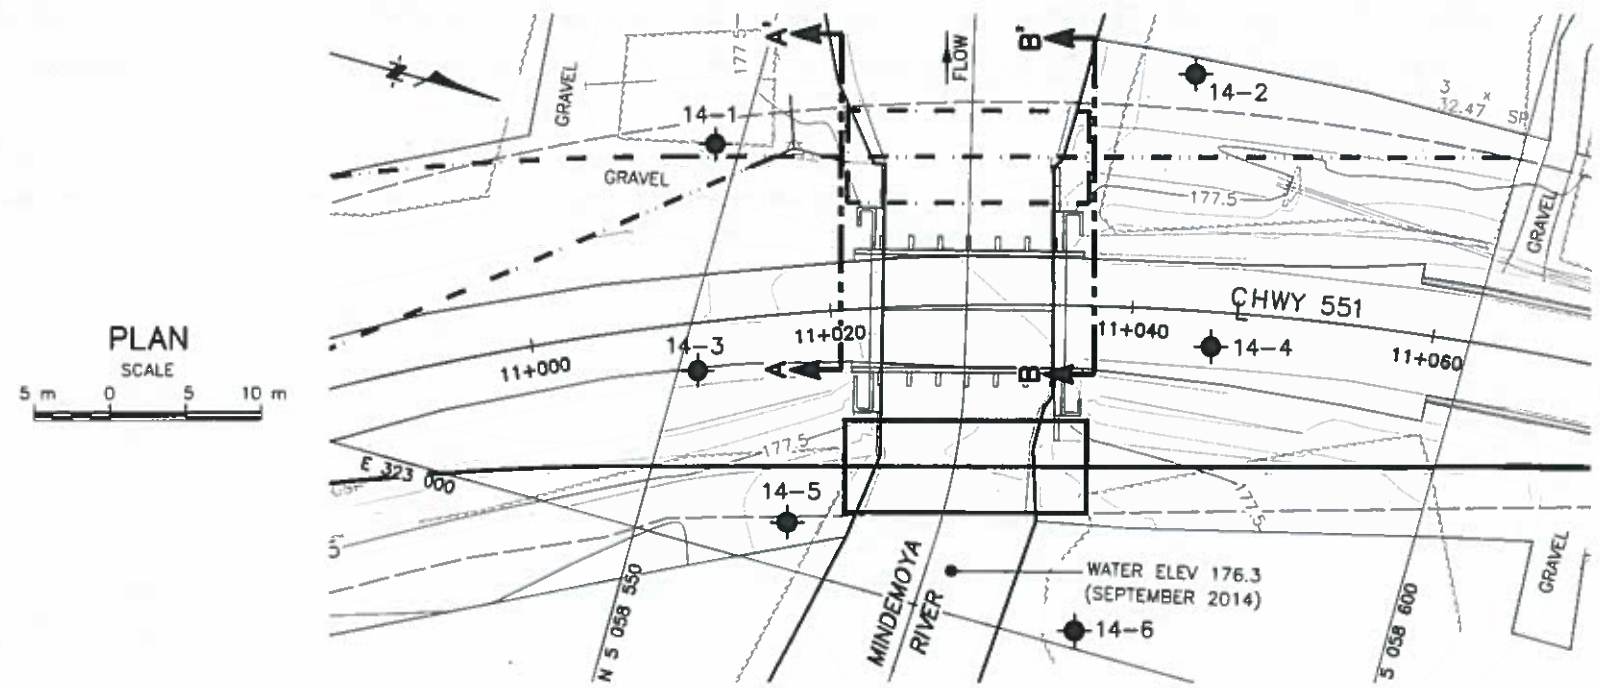 PLAN
SCALE
5 m 0 5 10 m
N
GRAVEL
177.5
A'
FLOW
B'
14-2
3
32.47 x
SP
14-1
GRAVEL
177.5
GRAVEL
℄ HWY 551
11+000
11+020
11+040
11+060
14-3
A
B
14-4
177.5
E 323 000
14-5
177.5
5
N 5 058 550
MINDEMOYA
RIVER
WATER ELEV 176.3
(SEPTEMBER 2014)
14-6
5 058 600
GRAVEL